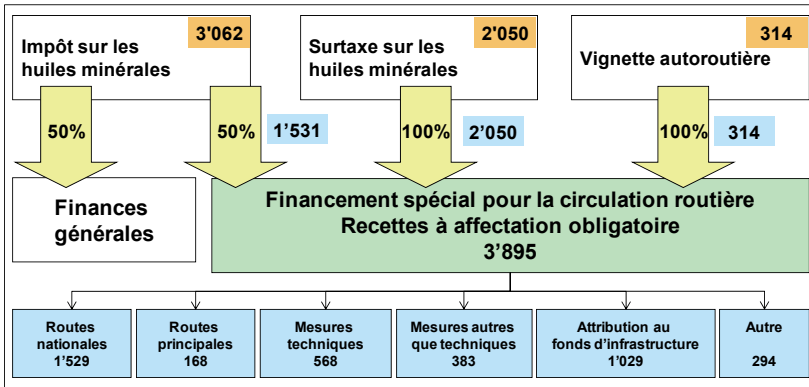 Impôt sur les
huiles minérales
3'062
Surtaxe sur les
huiles minérales
2'050
Vignette autoroutière
314
50%
50%
1’531
100%
2’050
100%
314
Finances
générales
Financement spécial pour la circulation routière
Recettes à affectation obligatoire
3’895
Routes
nationales
1’529
Routes
principales
168
Mesures
techniques
568
Mesures autres
que techniques
383
Attribution au
fonds d’infrastructure
1’029
Autre
294